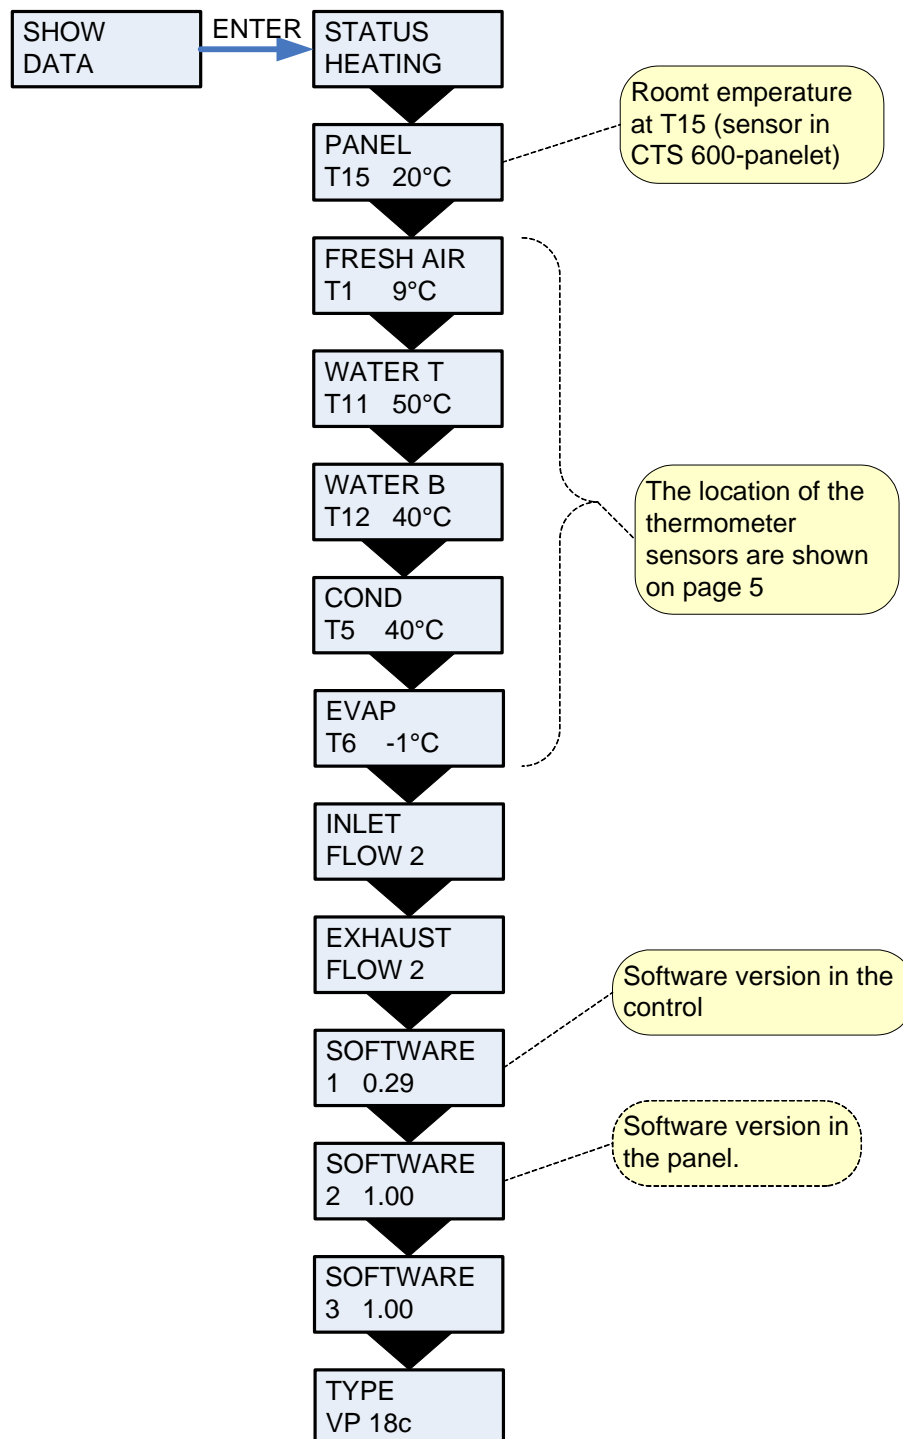 SHOW
DATA
ENTER
STATUS
HEATING
PANEL
T15 20°C
Roomt emperature
at T15 (sensor in
CTS 600-panelet)
FRESH AIR
T1 9°C
WATER T
T11 50°C
WATER B
T12 40°C
The location of the
thermometer
sensors are shown
on page 5
COND
T5 40°C
EVAP
T6 -1°C
INLET
FLOW 2
EXHAUST
FLOW 2
Software version in the
control
SOFTWARE
1 0.29
Software version in
the panel.
SOFTWARE
2 1.00
SOFTWARE
3 1.00
TYPE
VP 18c